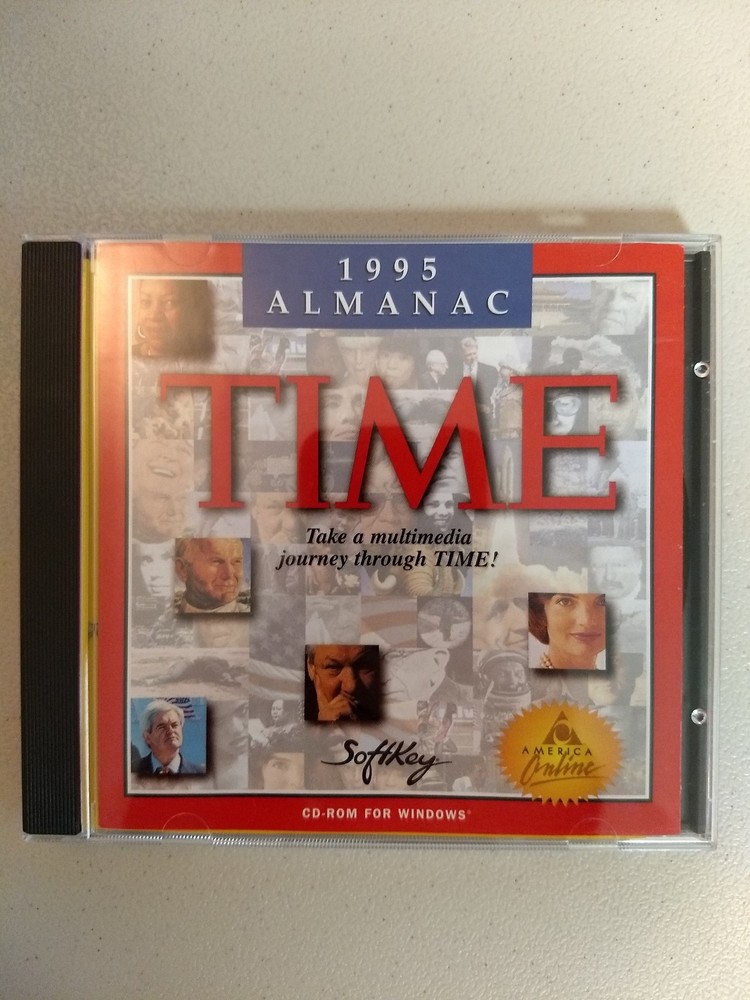 1995
ALMANAC
TIME
Take a multimedia
journey through TIME!
SoftKey
AMERICA
Online
CD-ROM FOR WINDOWS